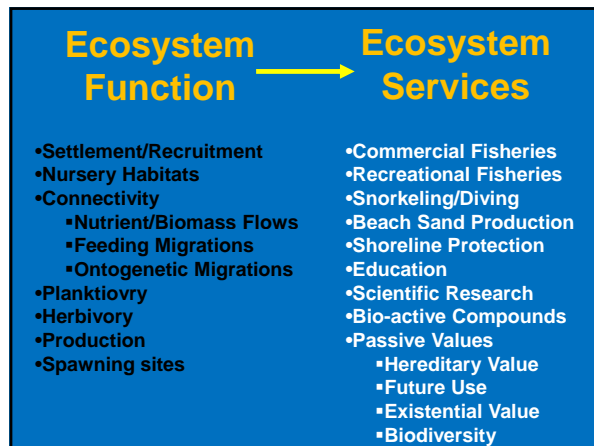 Ecosystem
Function
•Settlement/Recruitment
•Nursery Habitats
•Connectivity
▪Nutrient/Biomass Flows
▪Feeding Migrations
▪Ontogenetic Migrations
•Planktiovry
•Herbivory
•Production
•Spawning sites
Ecosystem
Services
•Commercial Fisheries
•Recreational Fisheries
•Snorkeling/Diving
•Beach Sand Production
•Shoreline Protection
•Education
•Scientific Research
•Bio-active Compounds
•Passive Values
▪Hereditary Value
▪Future Use
▪Existential Value
▪Biodiversity